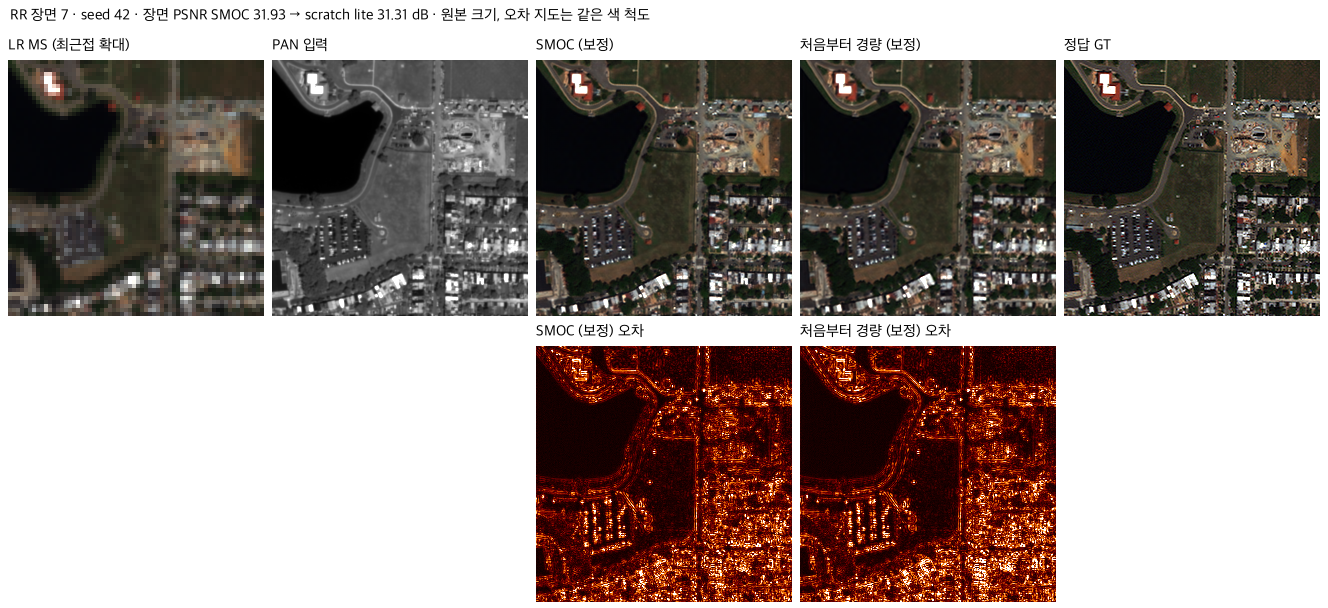 RR 장면 7 · seed 42 · 장면 PSNR SMOC 31.93 → scratch lite 31.31 dB · 원본 크기, 오차 지도는 같은 색 척도
LR MS (최근접 확대)
PAN 입력
SMOC (보정)
처음부터 경량 (보정)
정답 GT
SMOC (보정) 오차
처음부터 경량 (보정) 오차